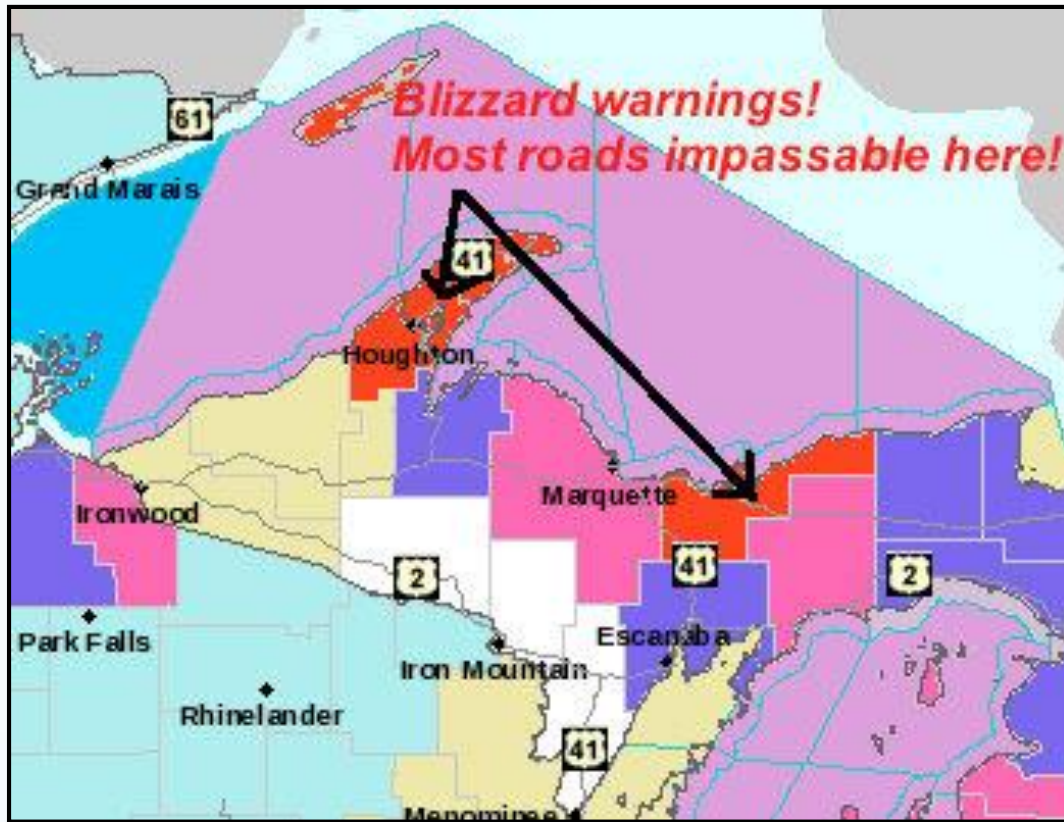 Blizzard warnings!
Most roads impassable here!
61
Grand Marais
41
Houghton
Marquette
Ironwood
2
41
2
Park Falls
Escanaba
Iron Mountain
Rhinelander
41
Menominee